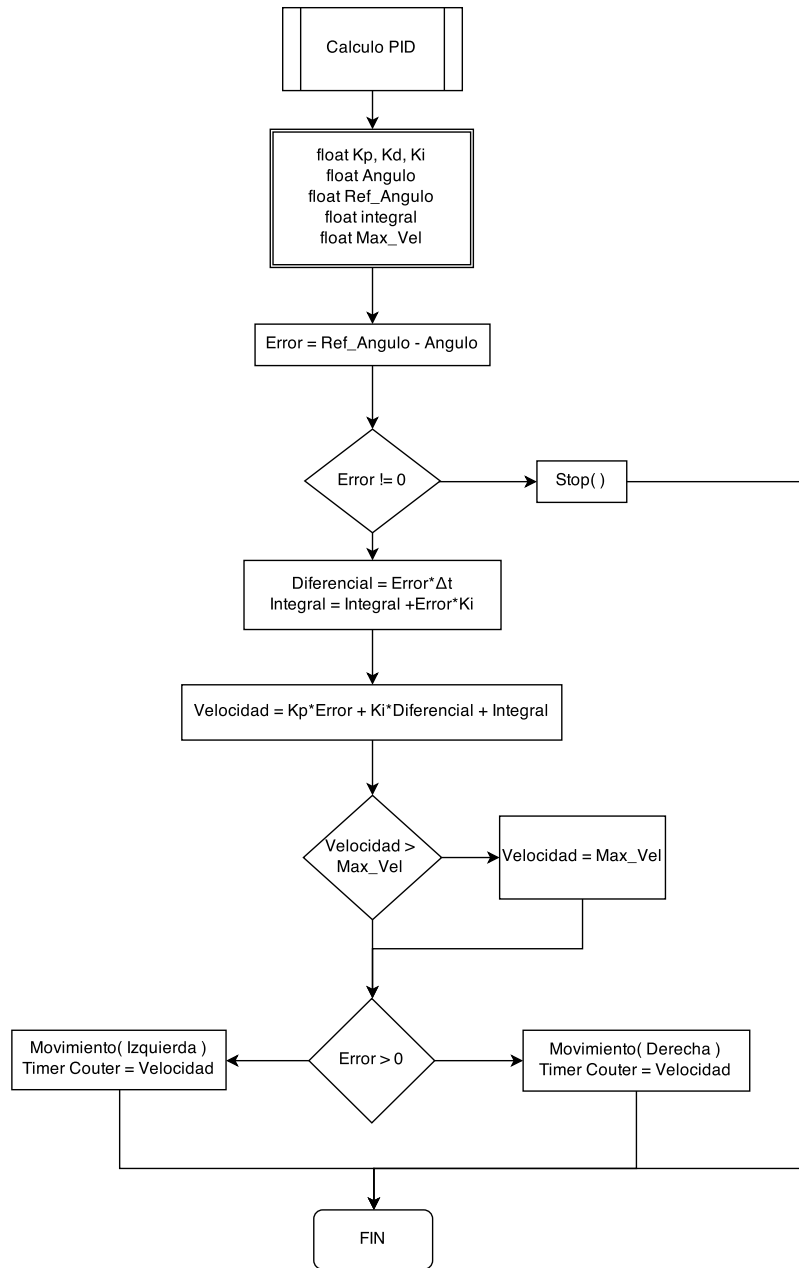 Calculo PID
float Kp, Kd, Ki
float Angulo
float Ref_Angulo
float integral
float Max_Vel
Error = Ref_Angulo - Angulo
Error != 0
Stop( )
Diferencial = Error*Δt
Integral = Integral +Error*Ki
Velocidad = Kp*Error + Ki*Diferencial + Integral
Velocidad >
Max_Vel
Velocidad = Max_Vel
Movimiento( Izquierda )
Timer Couter = Velocidad
Error > 0
Movimiento( Derecha )
Timer Couter = Velocidad
FIN